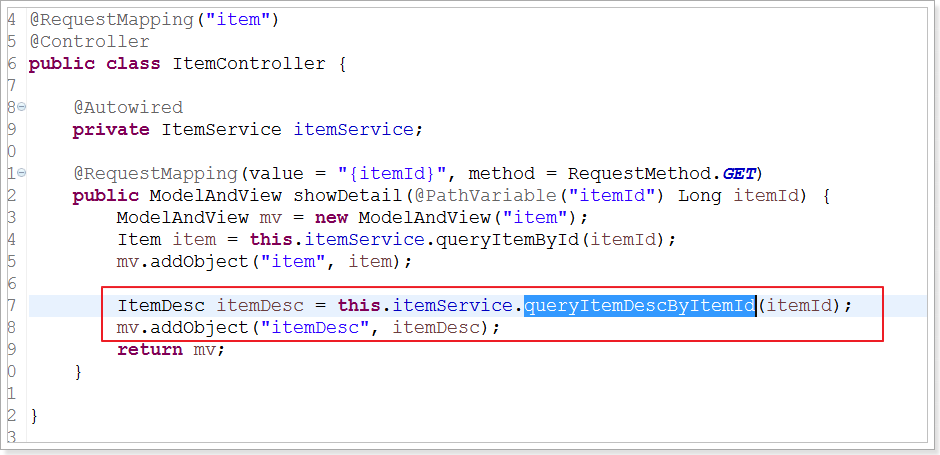 4 @RequestMapping("item")
5 @Controller
6 public class ItemController {
7
8 @Autowired
9 private ItemService itemService;
0
1 @RequestMapping(value = "{itemId}", method = RequestMethod.GET)
2 public ModelAndView showDetail(@PathVariable("itemId") Long itemId) {
3 ModelAndView mv = new ModelAndView("item");
4 Item item = this.itemService.queryItemById(itemId);
5 mv.addObject("item", item);
6
7 ItemDesc itemDesc = this.itemService.queryItemDescByItemId(itemId);
8 mv.addObject("itemDesc", itemDesc);
9 return mv;
0 }
1
2 }
3